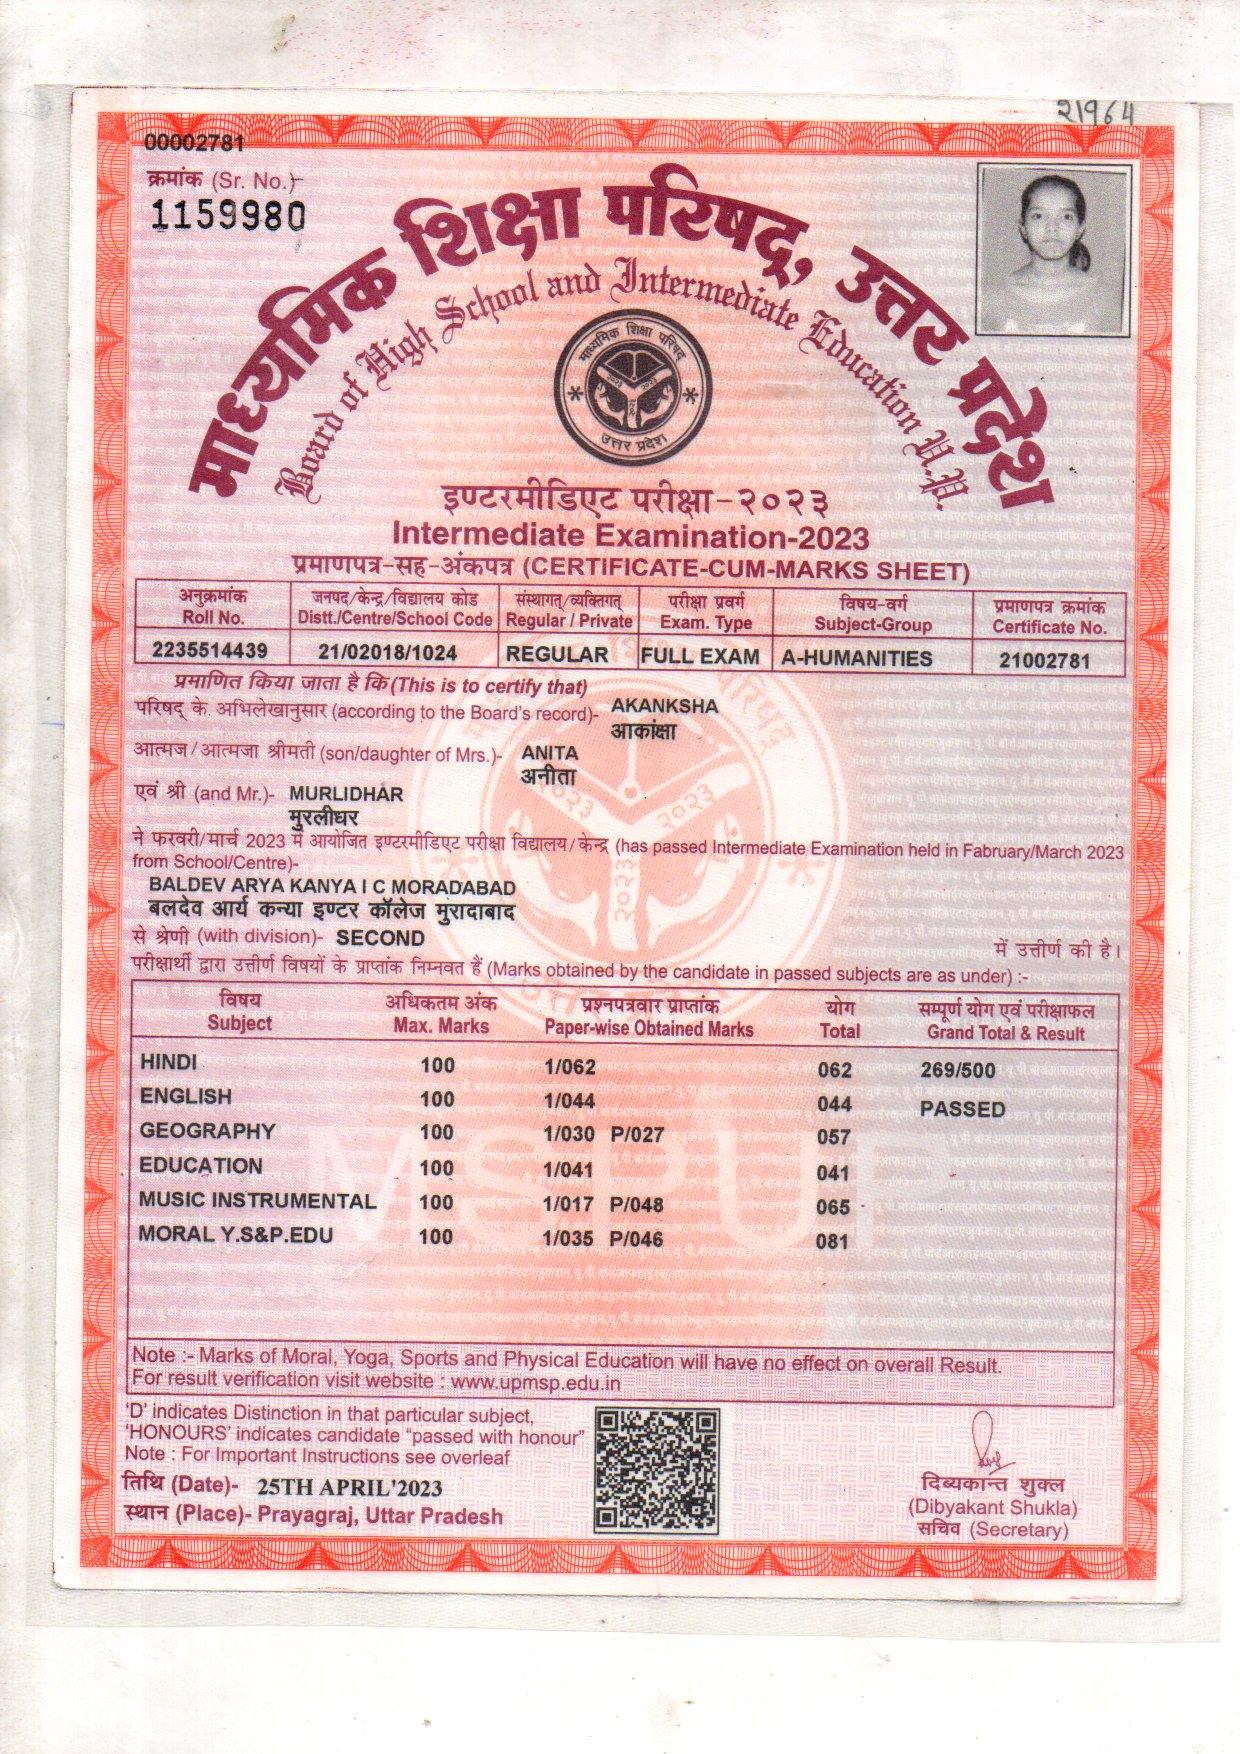 २१९६४
00002781
क्रमांक (Sr. No.)-
1159980
माध्यमिक शिक्षा परिषद्, उत्तर प्रदेश
Board of High School and Intermediate Education U.P.
माध्यमिक शिक्षा परिषद्
२०२३ २०२३
२०२३
उत्तर प्रदेश
इण्टरमीडिएट परीक्षा-२०२३
Intermediate Examination-2023
प्रमाणपत्र-सह-अंकपत्र (CERTIFICATE-CUM-MARKS SHEET)
अनुक्रमांक जनपद/केन्द्र/विद्यालय कोड संस्थागत्/व्यक्तिगत् परीक्षा प्रवर्ग विषय-वर्ग प्रमाणपत्र क्रमांक
Roll No. Distt./Centre/School Code Regular / Private Exam. Type Subject-Group Certificate No.
2235514439 21/02018/1024 REGULAR FULL EXAM A-HUMANITIES 21002781
प्रमाणित किया जाता है कि (This is to certify that)
परिषद् के अभिलेखानुसार (according to the Board's record)- AKANKSHA
आकांक्षा
आत्मज/आत्मजा श्रीमती (son/daughter of Mrs.)- ANITA
अनीता
एवं श्री (and Mr.)- MURLIDHAR
मुरलीधर
ने फरवरी/मार्च 2023 में आयोजित इण्टरमीडिएट परीक्षा विद्यालय/केन्द्र (has passed Intermediate Examination held in Fabruary/March 2023
from School/Centre)-
BALDEV ARYA KANYA I C MORADABAD
बलदेव आर्य कन्या इण्टर कॉलेज मुरादाबाद
से श्रेणी (with division)- SECOND में उत्तीर्ण की है।
परीक्षार्थी द्वारा उत्तीर्ण विषयों के प्राप्तांक निम्नवत हैं (Marks obtained by the candidate in passed subjects are as under) :-
विषय अधिकतम अंक प्रश्नपत्रवार प्राप्तांक योग सम्पूर्ण योग एवं परीक्षाफल
Subject Max. Marks Paper-wise Obtained Marks Total Grand Total & Result
HINDI 100 1/062 062 269/500
ENGLISH 100 1/044 044 PASSED
GEOGRAPHY 100 1/030 P/027 057
EDUCATION 100 1/041 041
MUSIC INSTRUMENTAL 100 1/017 P/048 065
MORAL Y.S&P.EDU 100 1/035 P/046 081
Note :- Marks of Moral, Yoga, Sports and Physical Education will have no effect on overall Result.
For result verification visit website : www.upmsp.edu.in
'D' indicates Distinction in that particular subject,
'HONOURS' indicates candidate "passed with honour"
Note : For Important Instructions see overleaf
तिथि (Date)- 25TH APRIL'2023
स्थान (Place)- Prayagraj, Uttar Pradesh
दिब्यकान्त शुक्ल
(Dibyakant Shukla)
सचिव (Secretary)